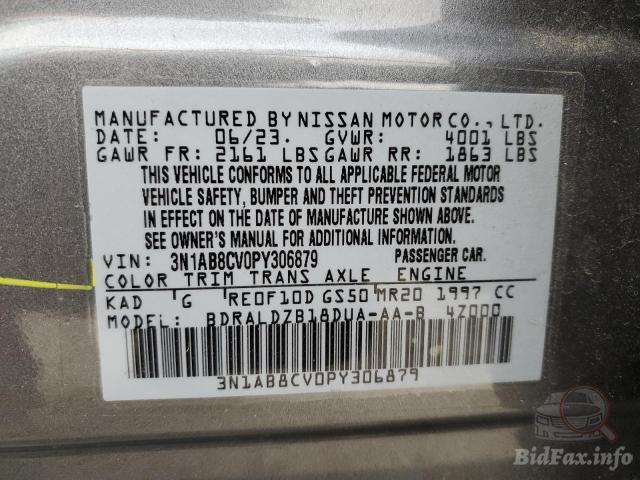 MANUFACTURED BY NISSAN MOTOR CO., LTD.
DATE: 06/23. GVWR: 4001 LBS
GAWR FR: 2161 LBS GAWR RR: 1863 LBS
THIS VEHICLE CONFORMS TO ALL APPLICABLE FEDERAL MOTOR
VEHICLE SAFETY, BUMPER AND THEFT PREVENTION STANDARDS
IN EFFECT ON THE DATE OF MANUFACTURE SHOWN ABOVE.
SEE OWNER'S MANUAL FOR ADDITIONAL INFORMATION.
VIN: 3N1AB8CV0PY306879 PASSENGER CAR.
COLOR TRIM TRANS AXLE ENGINE
KAD G RE0F10D GS50 MR20 1997 CC
MODEL: BDRALDZB18DUA-AA-B 4Z000
3N1AB8CV0PY306879
BidFax.info